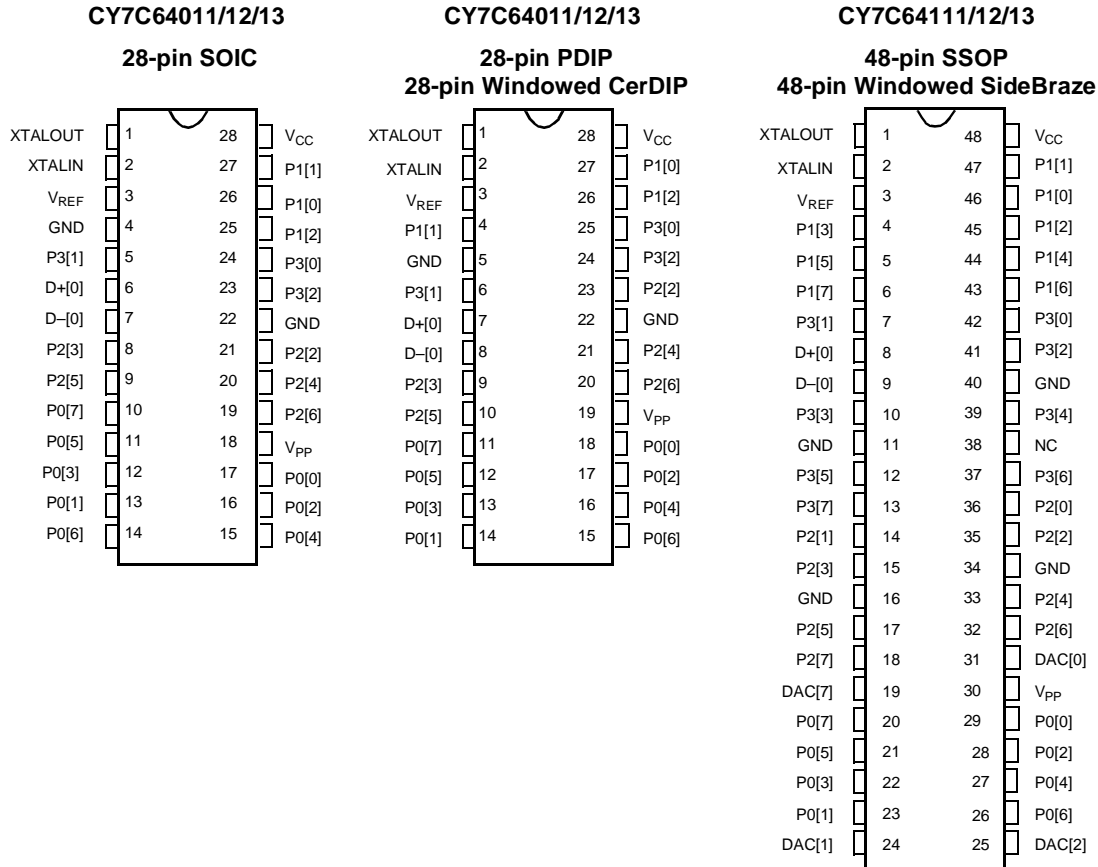 CY7C64011/12/13
28-pin SOIC
XTALOUT 1 28 VCC
XTALIN 2 27 P1[1]
VREF 3 26 P1[0]
GND 4 25 P1[2]
P3[1] 5 24 P3[0]
D+[0] 6 23 P3[2]
D–[0] 7 22 GND
P2[3] 8 21 P2[2]
P2[5] 9 20 P2[4]
P0[7] 10 19 P2[6]
P0[5] 11 18 VPP
P0[3] 12 17 P0[0]
P0[1] 13 16 P0[2]
P0[6] 14 15 P0[4]
CY7C64011/12/13
28-pin PDIP
28-pin Windowed CerDIP
XTALOUT 1 28 VCC
XTALIN 2 27 P1[0]
VREF 3 26 P1[2]
P1[1] 4 25 P3[0]
GND 5 24 P3[2]
P3[1] 6 23 P2[2]
D+[0] 7 22 GND
D–[0] 8 21 P2[4]
P2[3] 9 20 P2[6]
P2[5] 10 19 VPP
P0[7] 11 18 P0[0]
P0[5] 12 17 P0[2]
P0[3] 13 16 P0[4]
P0[1] 14 15 P0[6]
CY7C64111/12/13
48-pin SSOP
48-pin Windowed SideBraze
XTALOUT 1 48 VCC
XTALIN 2 47 P1[1]
VREF 3 46 P1[0]
P1[3] 4 45 P1[2]
P1[5] 5 44 P1[4]
P1[7] 6 43 P1[6]
P3[1] 7 42 P3[0]
D+[0] 8 41 P3[2]
D–[0] 9 40 GND
P3[3] 10 39 P3[4]
GND 11 38 NC
P3[5] 12 37 P3[6]
P3[7] 13 36 P2[0]
P2[1] 14 35 P2[2]
P2[3] 15 34 GND
GND 16 33 P2[4]
P2[5] 17 32 P2[6]
P2[7] 18 31 DAC[0]
DAC[7] 19 30 VPP
P0[7] 20 29 P0[0]
P0[5] 21 28 P0[2]
P0[3] 22 27 P0[4]
P0[1] 23 26 P0[6]
DAC[1] 24 25 DAC[2]